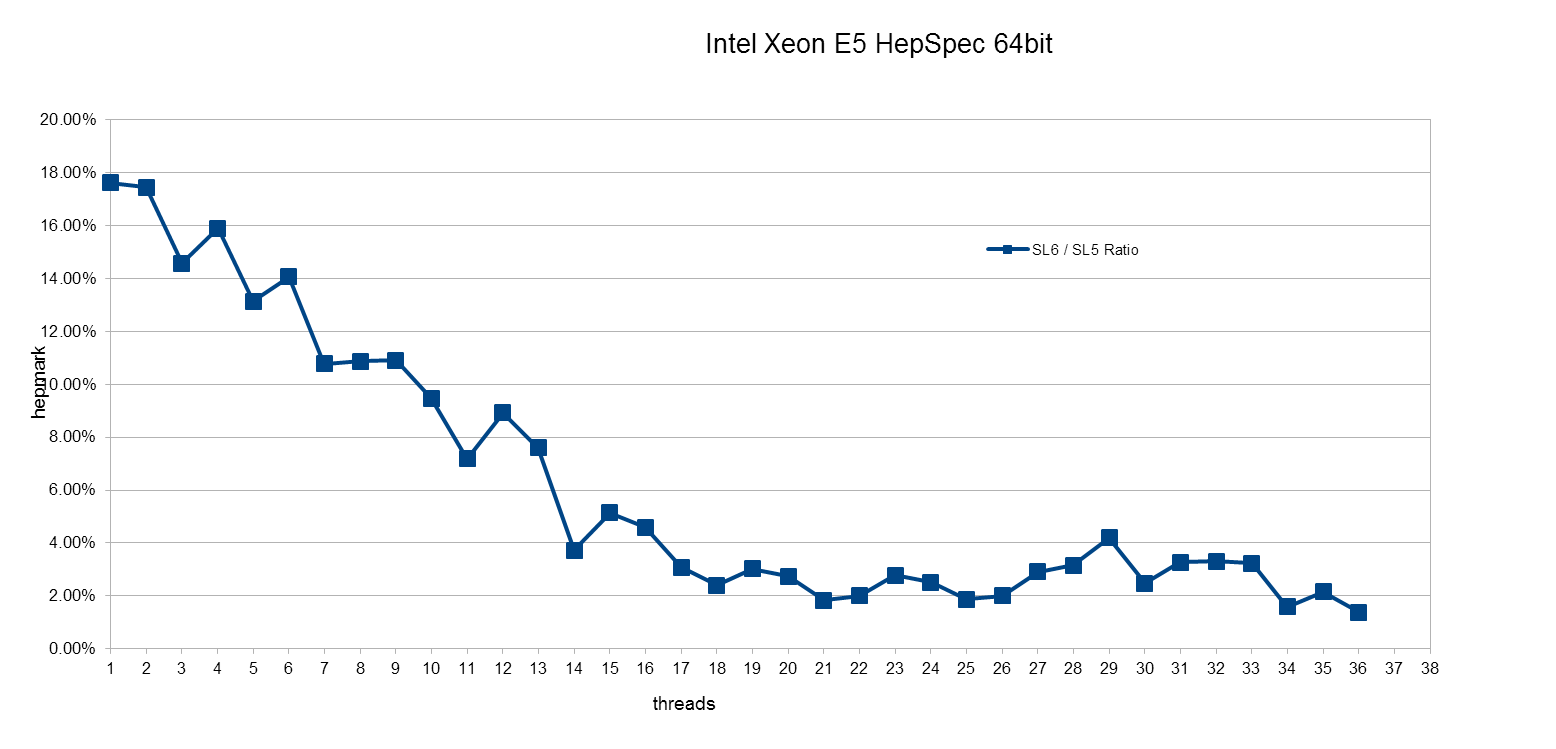 Intel Xeon E5 HepSpec 64bit
20.00%
18.00%
16.00%
14.00%
12.00%
10.00%
8.00%
6.00%
4.00%
2.00%
0.00%
hepmark
SL6 / SL5 Ratio
1 2 3 4 5 6 7 8 9 10 11 12 13 14 15 16 17 18 19 20 21 22 23 24 25 26 27 28 29 30 31 32 33 34 35 36 37 38
threads